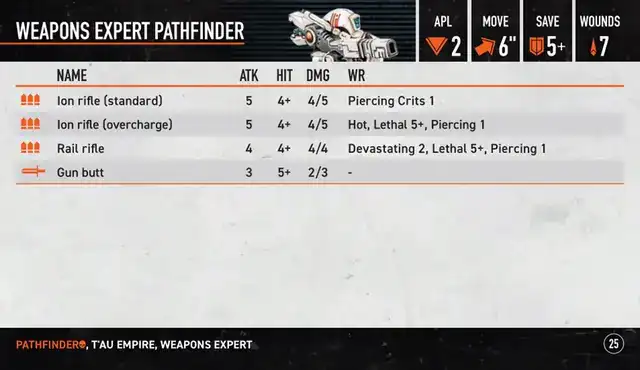 WEAPONS EXPERT PATHFINDER
APL MOVE SAVE WOUNDS
2 6" 5+ 7
NAME ATK HIT DMG WR
Ion rifle (standard) 5 4+ 4/5 Piercing Crits 1
Ion rifle (overcharge) 5 4+ 4/5 Hot, Lethal 5+, Piercing 1
Rail rifle 4 4+ 4/4 Devastating 2, Lethal 5+, Piercing 1
Gun butt 3 5+ 2/3 -
PATHFINDER, T'AU EMPIRE, WEAPONS EXPERT 25